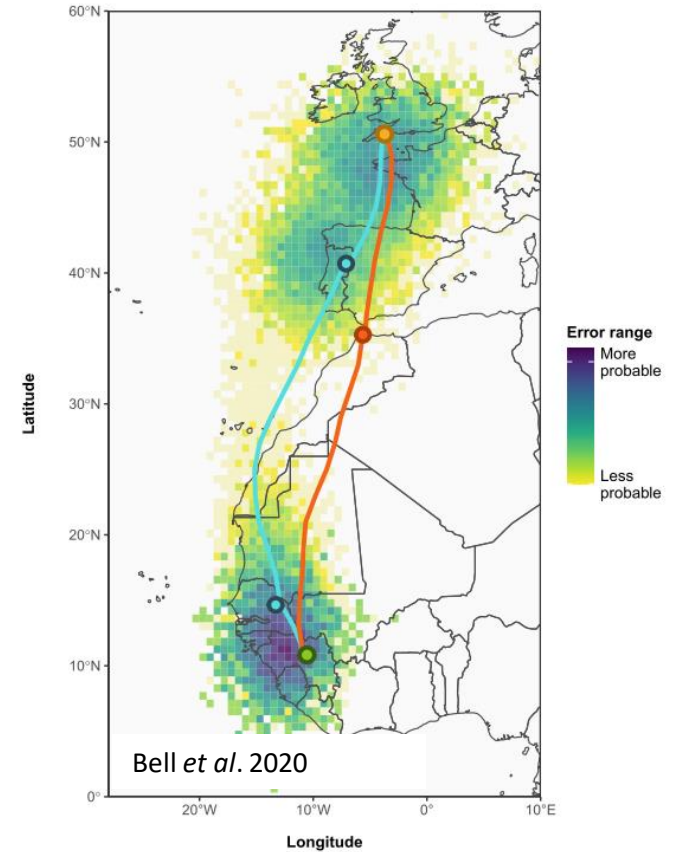 60°N
50°N
40°N
30°N
20°N
10°N
0°
Latitude
Bell et al. 2020
20°W 10°W 0° 10°E
Longitude
Error range
More
probable
Less
probable